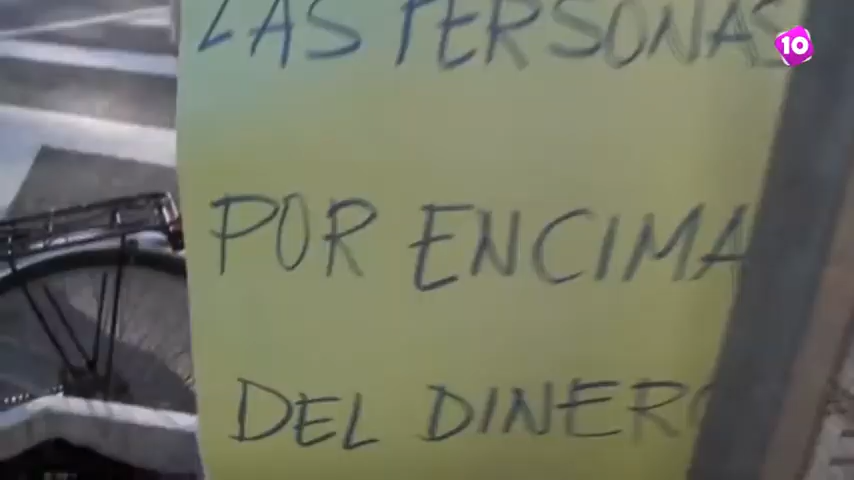 LAS PERSONAS
10
POR ENCIMA
DEL DINERO